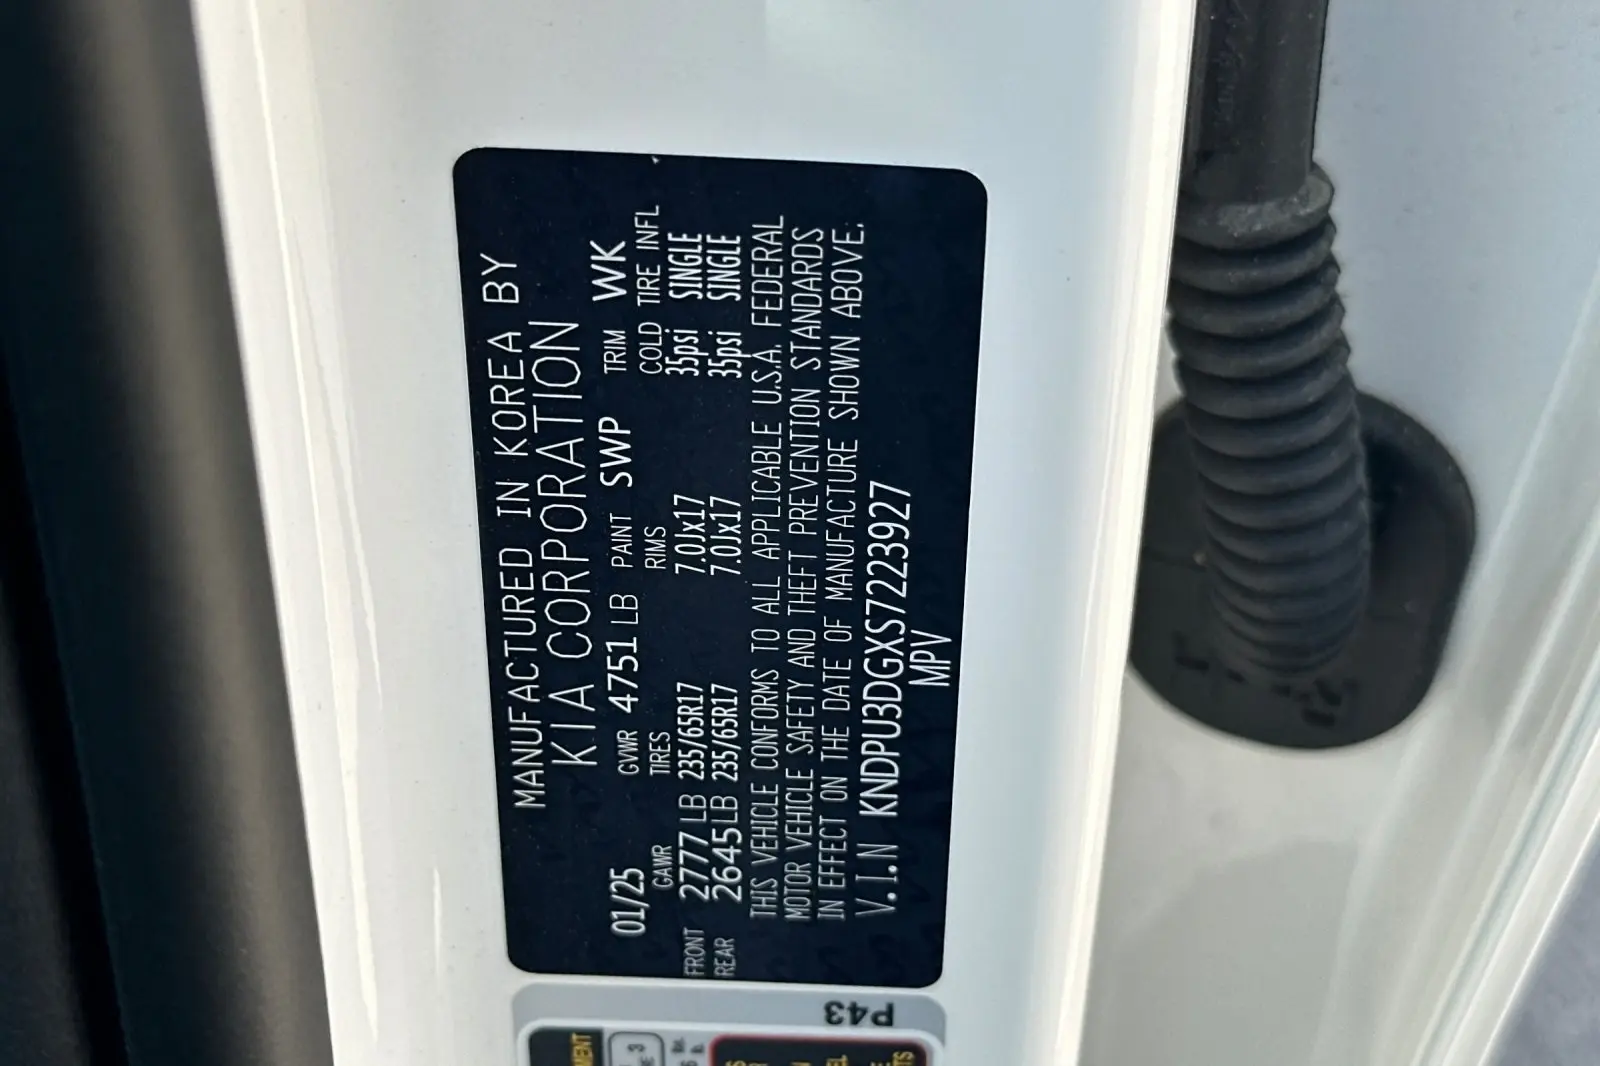 MANUFACTURED IN KOREA BY
KIA CORPORATION
01/25 GVWR 4751 LB PAINT SWP TRIM WK
GAWR TIRES RIMS COLD TIRE INFL
FRONT 2777 LB 235/65R17 7.0Jx17 35psi SINGLE
REAR 2645 LB 235/65R17 7.0Jx17 35psi SINGLE
THIS VEHICLE CONFORMS TO ALL APPLICABLE U.S.A. FEDERAL
MOTOR VEHICLE SAFETY AND THEFT PREVENTION STANDARDS
IN EFFECT ON THE DATE OF MANUFACTURE SHOWN ABOVE.
V.I.N KNDPU3DGXS7223927
MPV
P43